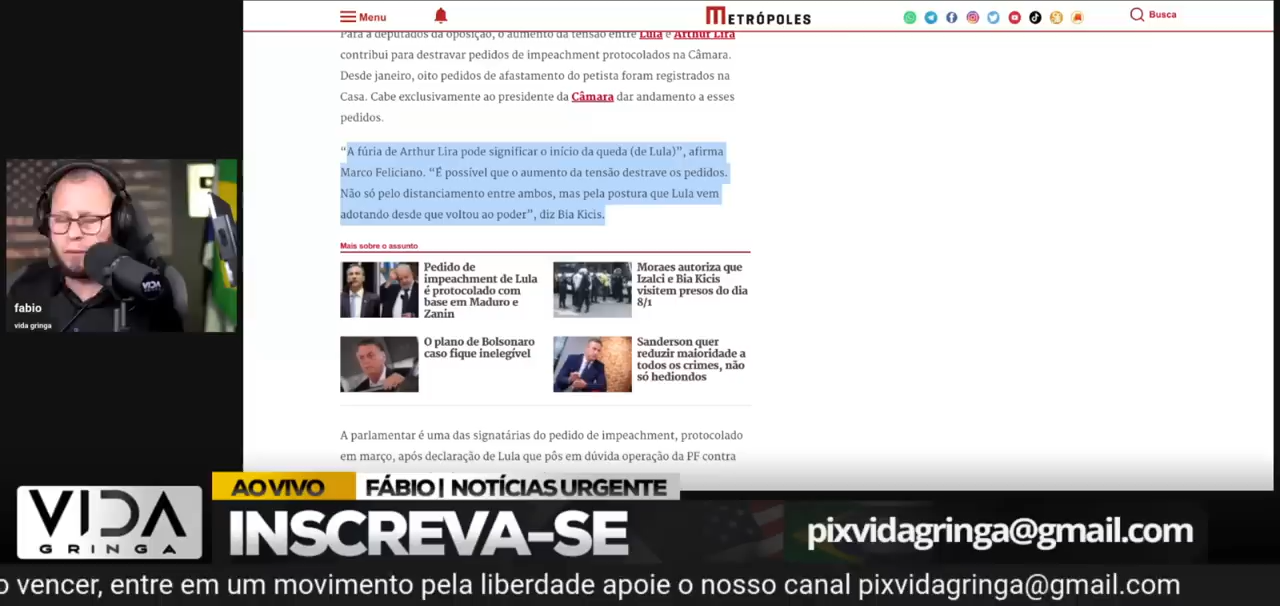 Menu
METRÓPOLES
Busca
Para a deputados da oposição, o aumento da tensão entre Lula e Arthur Lira
contribui para destravar pedidos de impeachment protocolados na Câmara.
Desde janeiro, oito pedidos de afastamento do petista foram registrados na
Casa. Cabe exclusivamente ao presidente da Câmara dar andamento a esses
pedidos.
“A fúria de Arthur Lira pode significar o início da queda (de Lula)”, afirma
Marco Feliciano. “É possível que o aumento da tensão destrave os pedidos.
Não só pelo distanciamento entre ambos, mas pela postura que Lula vem
adotando desde que voltou ao poder”, diz Bia Kicis.
Mais sobre o assunto
Pedido de
impeachment de Lula
é protocolado com
base em Maduro e
Zanin
Moraes autoriza que
Izalci e Bia Kicis
visitem presos do dia
8/1
O plano de Bolsonaro
caso fique inelegível
Sanderson quer
reduzir maioridade a
todos os crimes, não
só hediondos
A parlamentar é uma das signatárias do pedido de impeachment, protocolado
em março, após declaração de Lula que pôs em dúvida operação da PF contra
VIDA
fabio
vida gringa
AO VIVO
FÁBIO | NOTÍCIAS URGENTE
VIDA
GRINGA
INSCREVA-SE
pixvidagringa@gmail.com
o vencer, entre em um movimento pela liberdade apoie o nosso canal pixvidagringa@gmail.com